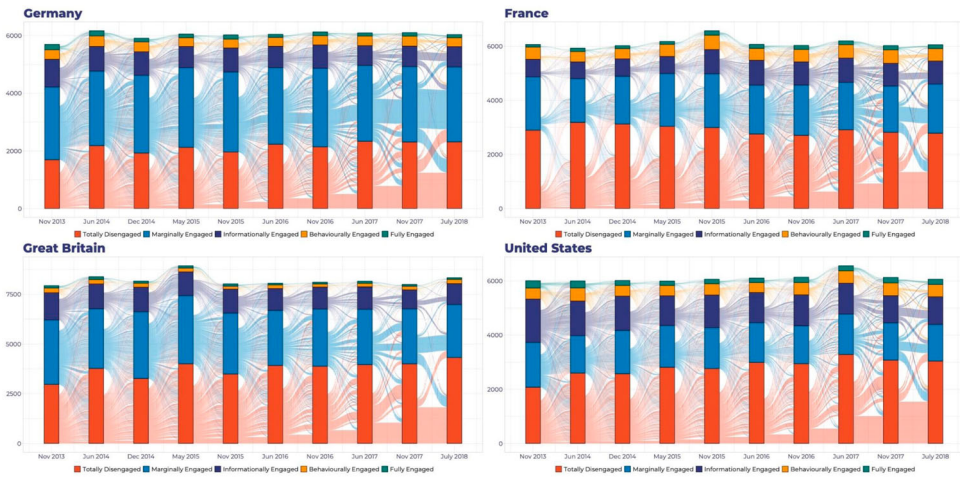 Germany
6000
4000
2000
0
Nov 2013 Jun 2014 Dec 2014 May 2015 Nov 2015 Jun 2016 Nov 2016 Jun 2017 Nov 2017 July 2018
Totally Disengaged Marginally Engaged Informationally Engaged Behaviourally Engaged Fully Engaged
France
6000
4000
2000
0
Nov 2013 Jun 2014 Dec 2014 May 2015 Nov 2015 Jun 2016 Nov 2016 Jun 2017 Nov 2017 July 2018
Totally Disengaged Marginally Engaged Informationally Engaged Behaviourally Engaged Fully Engaged
Great Britain
7500
5000
2500
0
Nov 2013 Jun 2014 Dec 2014 May 2015 Nov 2015 Jun 2016 Nov 2016 Jun 2017 Nov 2017 July 2018
Totally Disengaged Marginally Engaged Informationally Engaged Behaviourally Engaged Fully Engaged
United States
6000
4000
2000
0
Nov 2013 Jun 2014 Dec 2014 May 2015 Nov 2015 Jun 2016 Nov 2016 Jun 2017 Nov 2017 July 2018
Totally Disengaged Marginally Engaged Informationally Engaged Behaviourally Engaged Fully Engaged